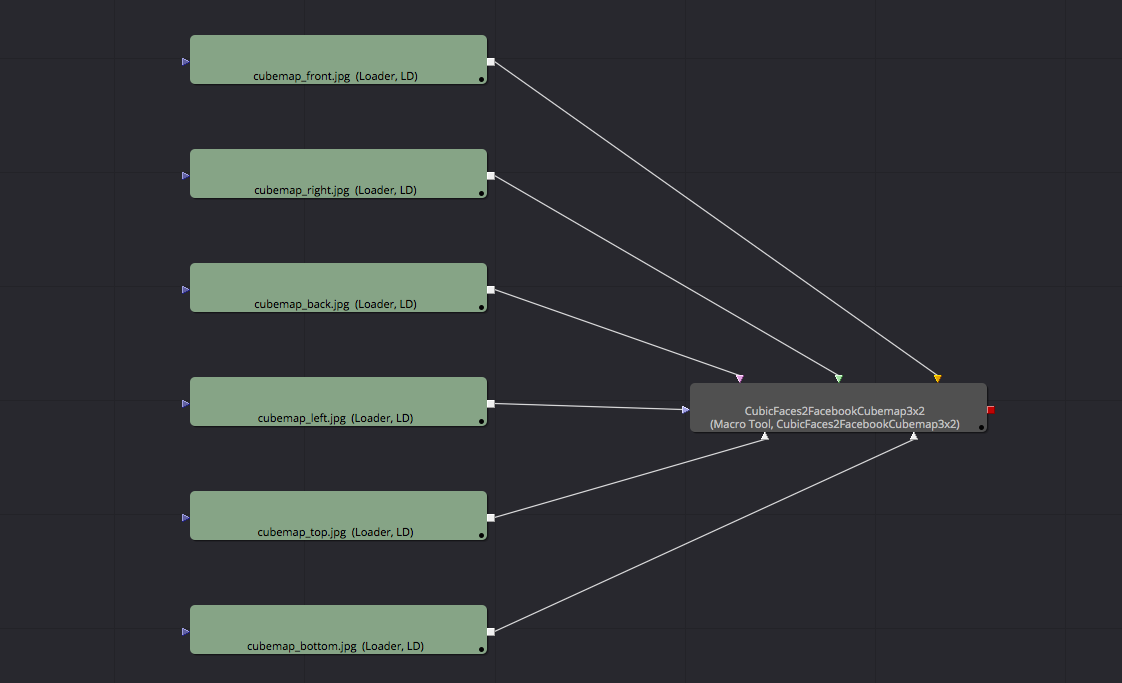 cubemap_front.jpg (Loader, LD)
cubemap_right.jpg (Loader, LD)
cubemap_back.jpg (Loader, LD)
cubemap_left.jpg (Loader, LD)
CubicFaces2FacebookCubemap3x2
(Macro Tool, CubicFaces2FacebookCubemap3x2)
cubemap_top.jpg (Loader, LD)
cubemap_bottom.jpg (Loader, LD)